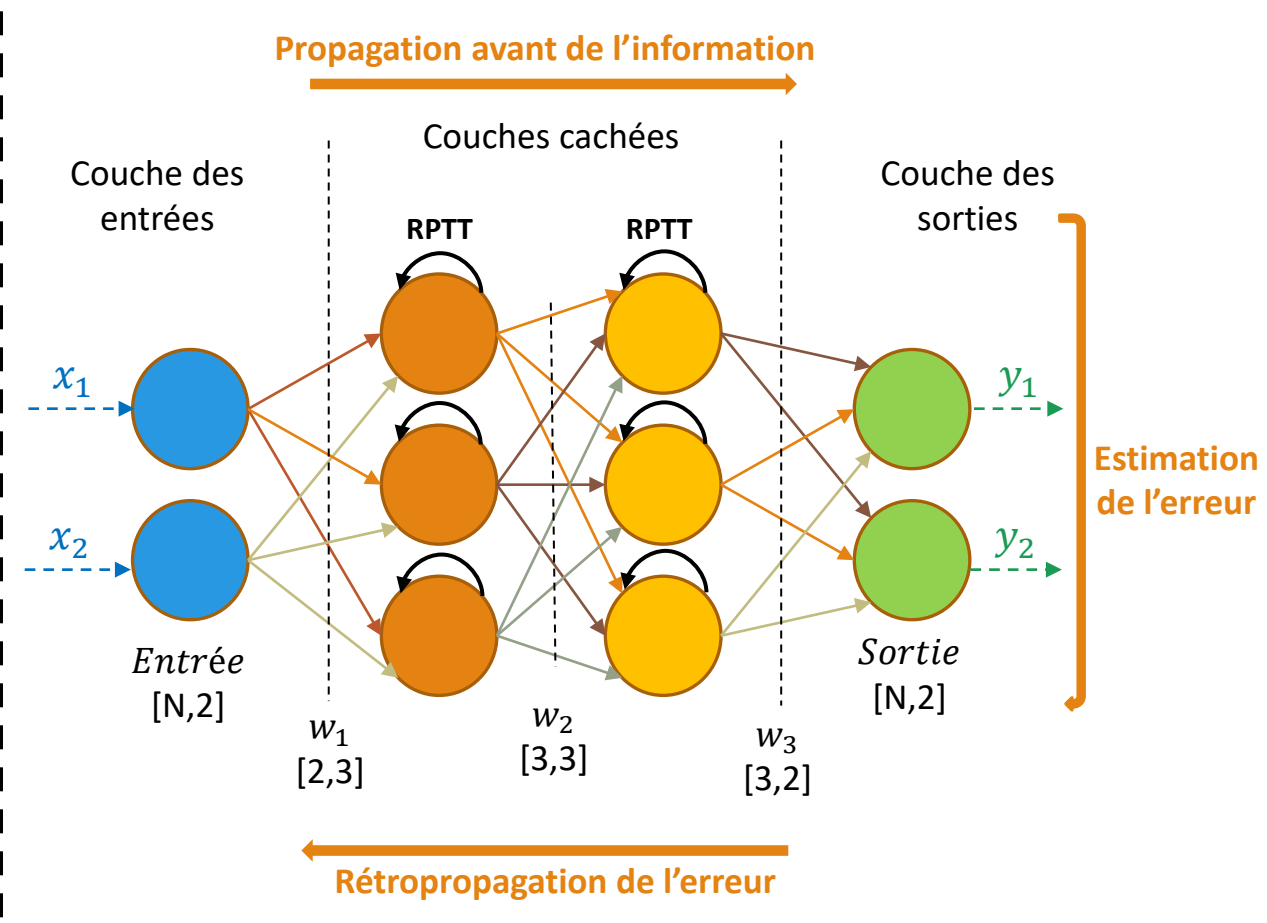 Propagation avant de l’information
Couches cachées
Couche des
entrées
Couche des
sorties
RPTT
RPTT
x₁
x₂
y₁
y₂
Estimation
de l’erreur
Entrée
[N,2]
Sortie
[N,2]
w₁
[2,3]
w₂
[3,3]
w₃
[3,2]
Rétropropagation de l’erreur